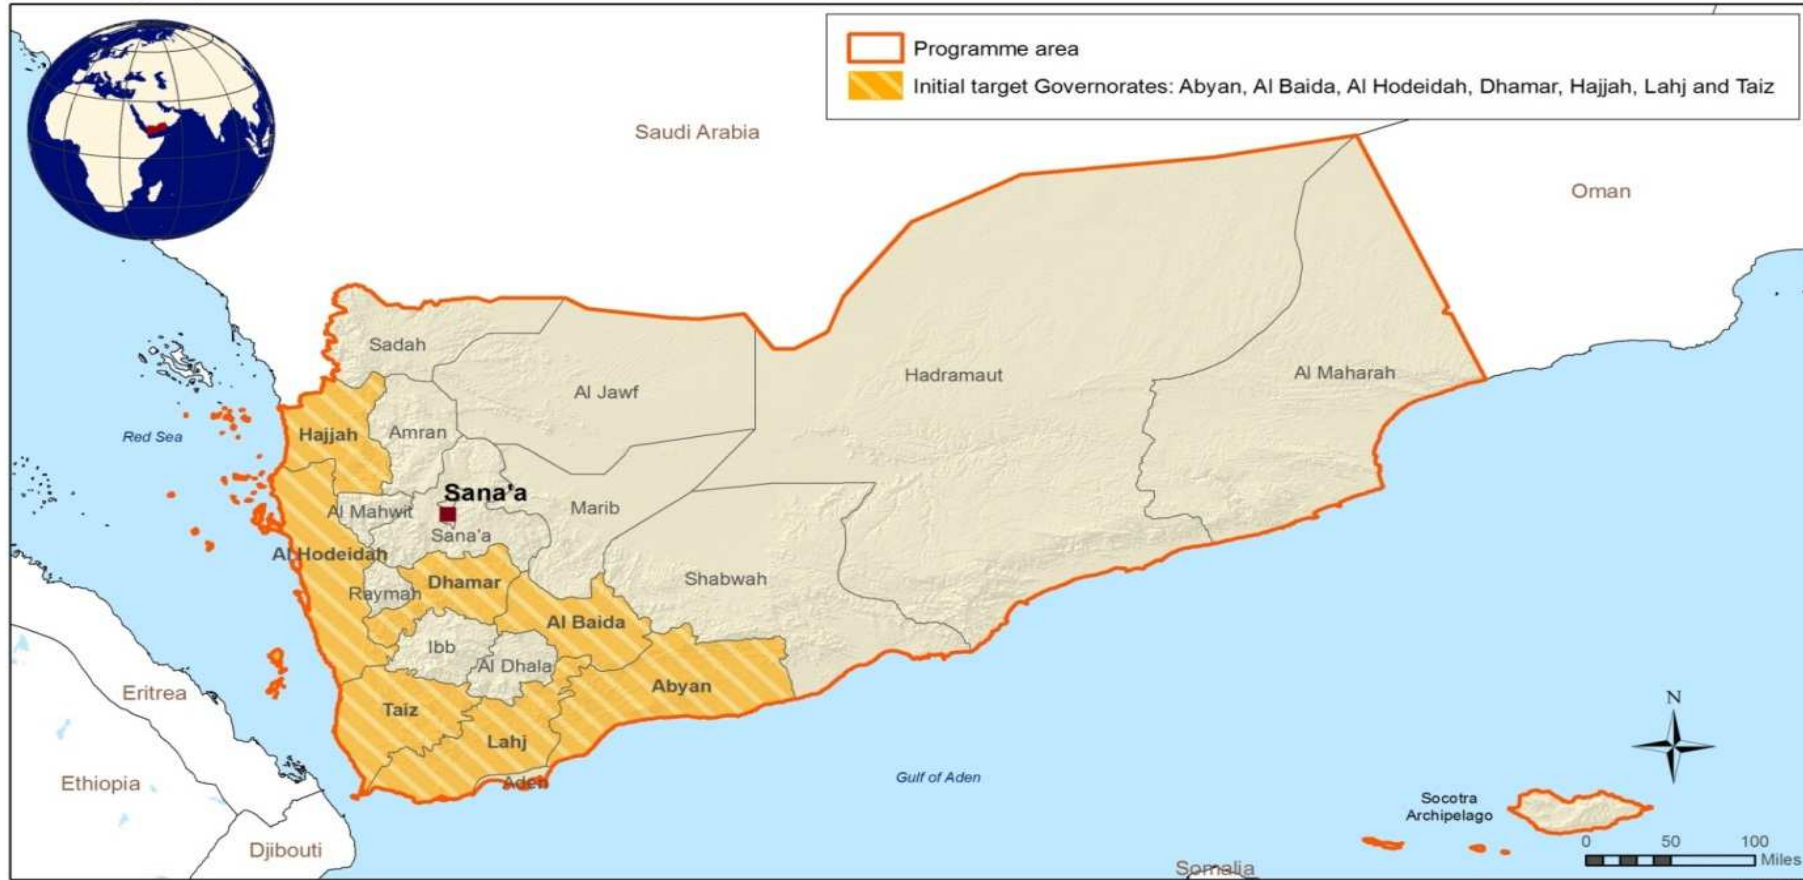 Programme area
Initial target Governorates: Abyan, Al Baida, Al Hodeidah, Dhamar, Hajjah, Lahj and Taiz
Saudi Arabia
Oman
Sadah
Al Jawf
Hadramaut
Al Maharah
Red Sea
Hajjah
Amran
Sana'a
Al Mahwit
Marib
Sana'a
Al Hodeidah
Dhamar
Shabwah
Raymah
Al Baida
Ibb
Al Dhala
Abyan
Eritrea
Taiz
Lahj
N
Ethiopia
Aden
Gulf of Aden
Socotra
Archipelago
Djibouti
0 50 100
Miles
Somalia